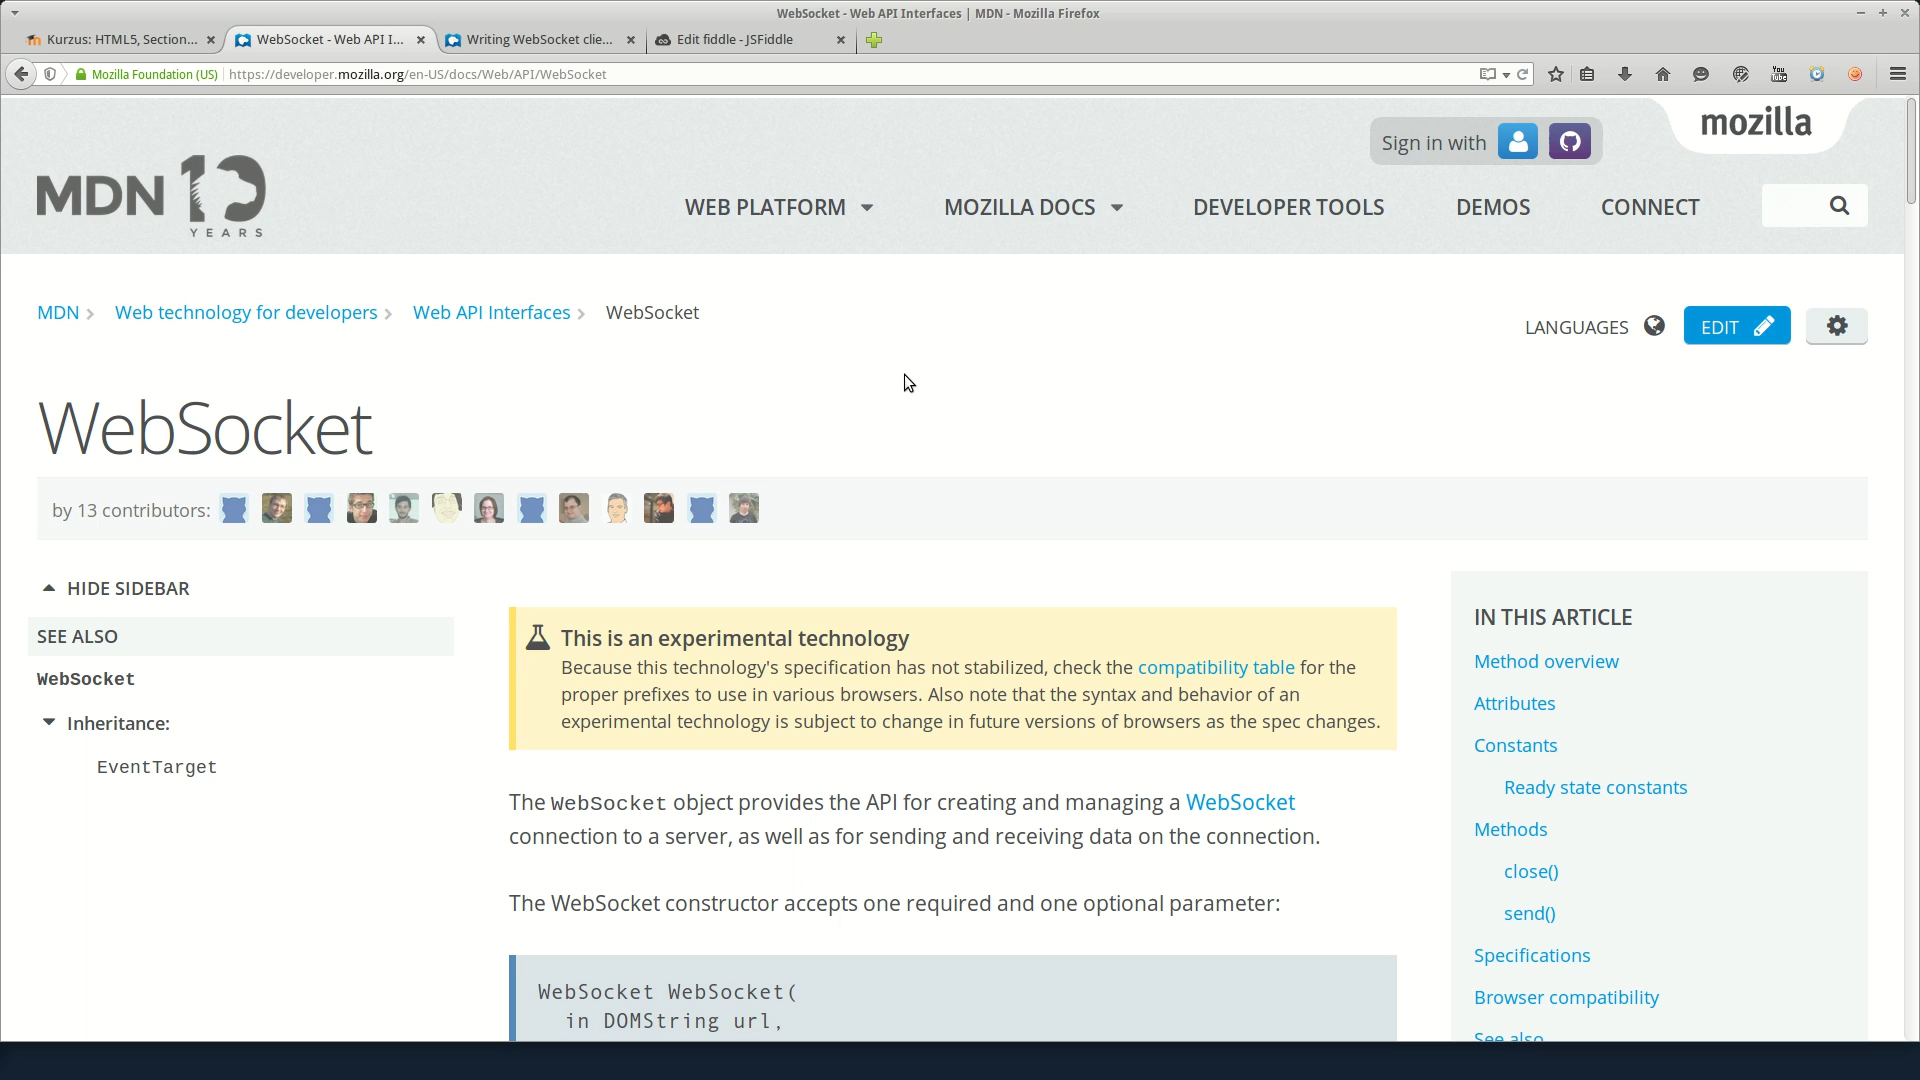 WebSocket - Web API Interfaces | MDN - Mozilla Firefox
Kurzus: HTML5, Section...
WebSocket - Web API I...
Writing WebSocket clie...
Edit fiddle - JSFiddle
Mozilla Foundation (US)
https://developer.mozilla.org/en-US/docs/Web/API/WebSocket
You
Tube
mozilla
Sign in with
MDN 10
YEARS
WEB PLATFORM
MOZILLA DOCS
DEVELOPER TOOLS
DEMOS
CONNECT
MDN
Web technology for developers
Web API Interfaces
WebSocket
LANGUAGES
EDIT
WebSocket
by 13 contributors:
HIDE SIDEBAR
SEE ALSO
WebSocket
Inheritance:
EventTarget
This is an experimental technology
Because this technology's specification has not stabilized, check the compatibility table for the
proper prefixes to use in various browsers. Also note that the syntax and behavior of an
experimental technology is subject to change in future versions of browsers as the spec changes.
The WebSocket object provides the API for creating and managing a WebSocket
connection to a server, as well as for sending and receiving data on the connection.
The WebSocket constructor accepts one required and one optional parameter:
WebSocket WebSocket(
in DOMString url,
IN THIS ARTICLE
Method overview
Attributes
Constants
Ready state constants
Methods
close()
send()
Specifications
Browser compatibility
See also